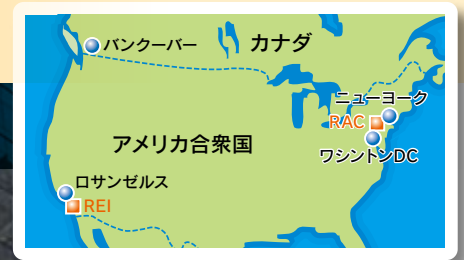 バンクーバー
カナダ
ニューヨーク
RAC
ワシントンDC
アメリカ合衆国
ロサンゼルス
REI